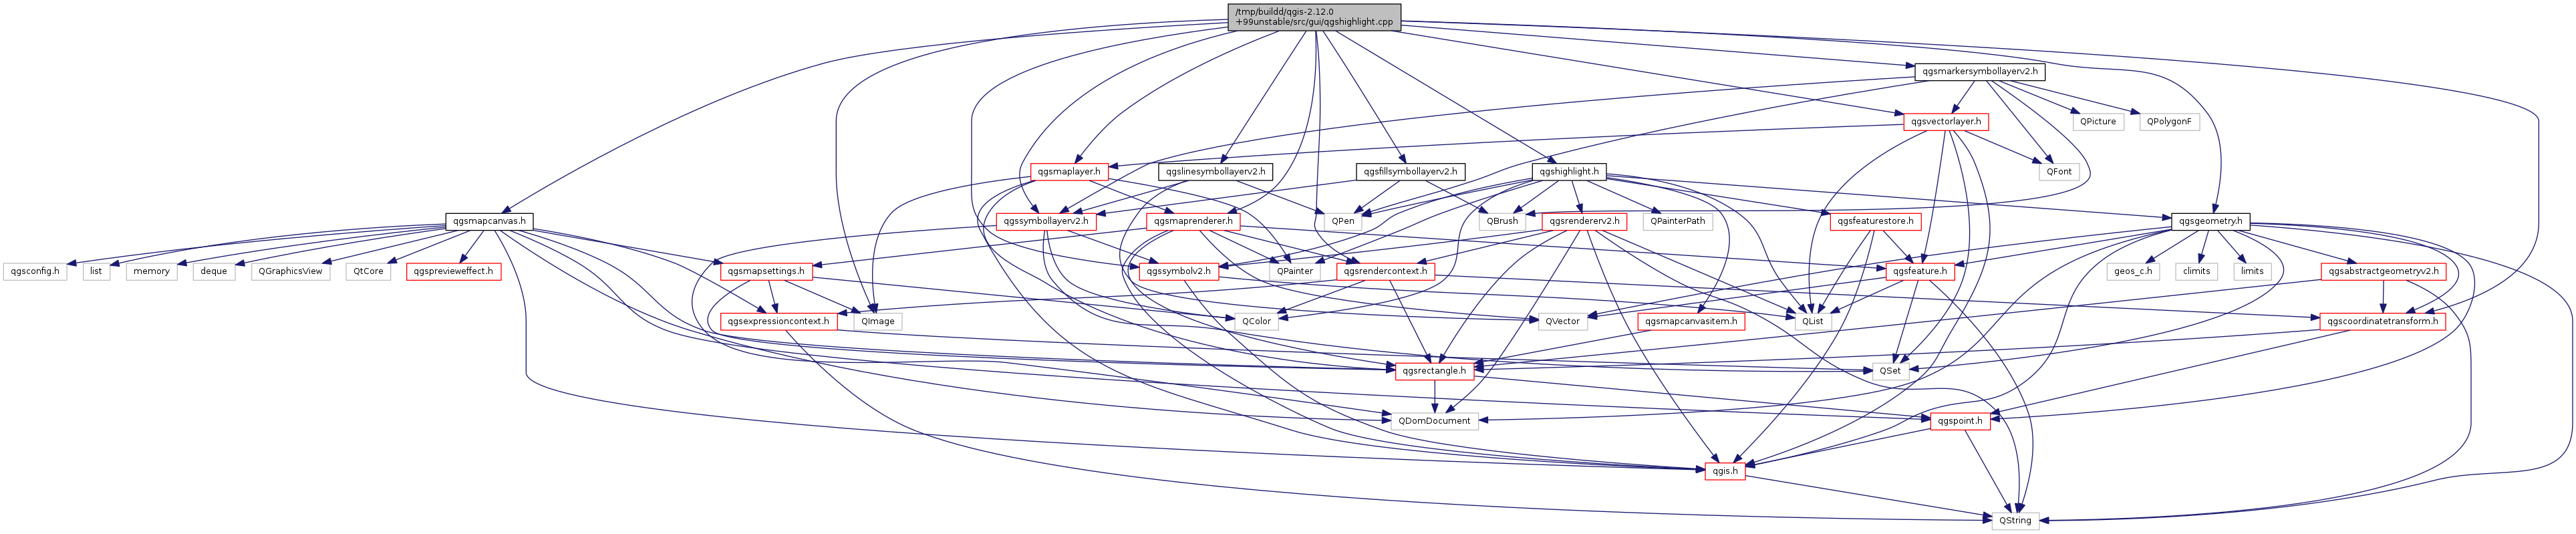 /tmp/buildd/qgis-2.12.0
+99unstable/src/gui/qgshighlight.cpp
qgsmarkersymbollayerv2.h
qgsvectorlayer.h
QPicture
QPolygonF
qgsmaplayer.h
qgslinesymbollayerv2.h
qgsfillsymbollayerv2.h
qgshighlight.h
QFont
qgsmapcanvas.h
qgssymbollayerv2.h
qgsmaprenderer.h
QPen
QBrush
qgsrendererv2.h
QPainterPath
qgsfeaturestore.h
qgsgeometry.h
qgsconfig.h
list
memory
deque
QGraphicsView
QtCore
qgsprevieweffect.h
qgsmapsettings.h
qgssymbolv2.h
QPainter
qgsrendercontext.h
qgsfeature.h
geos_c.h
climits
limits
qgsabstractgeometryv2.h
qgsexpressioncontext.h
QImage
QColor
QVector
qgsmapcanvasitem.h
QList
qgscoordinatetransform.h
qgsrectangle.h
QSet
QDomDocument
qgspoint.h
qgis.h
QString